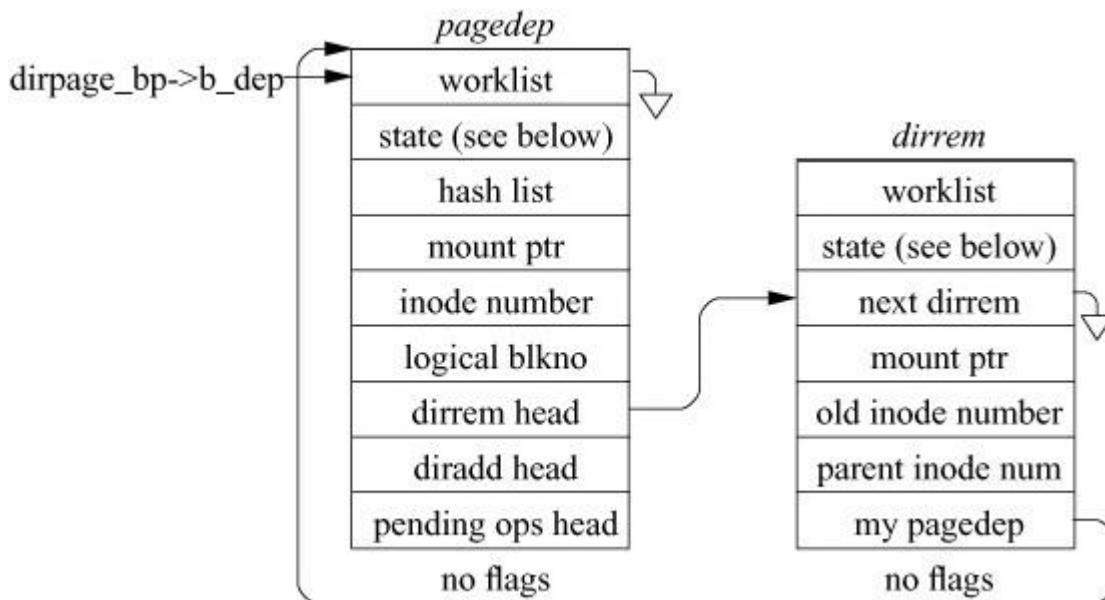 pagedep
dirpage_bp->b_dep
worklist
state (see below)
hash list
mount ptr
inode number
logical blkno
dirrem head
diradd head
pending ops head
no flags
dirrem
worklist
state (see below)
next dirrem
mount ptr
old inode number
parent inode num
my pagedep
no flags